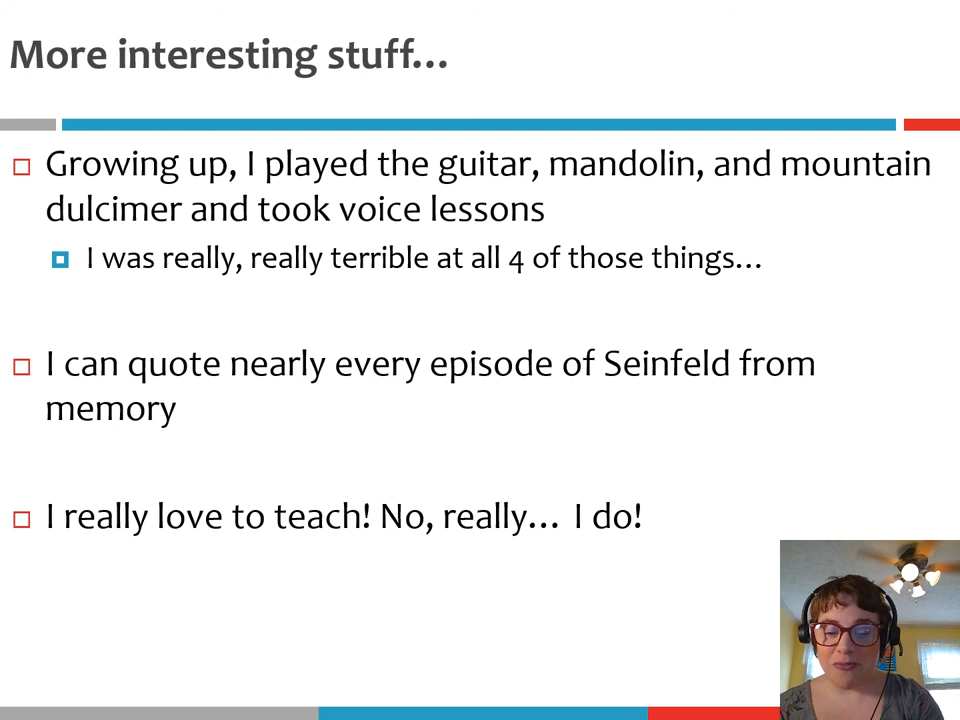 More interesting stuff…
Growing up, I played the guitar, mandolin, and mountain
dulcimer and took voice lessons
I was really, really terrible at all 4 of those things…
I can quote nearly every episode of Seinfeld from
memory
I really love to teach! No, really… I do!